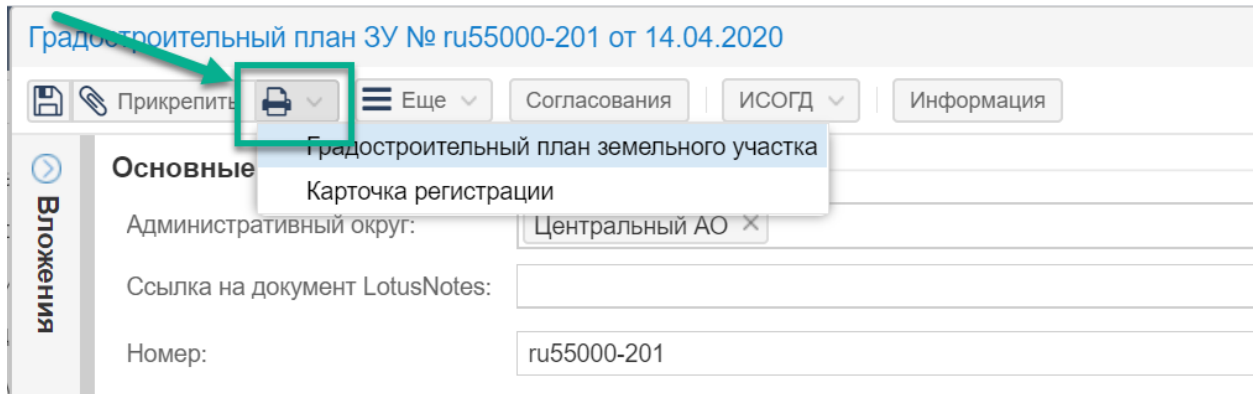 Градостроительный план ЗУ № ru55000-201 от 14.04.2020
Прикрепить Еще Согласования ИСОГД Информация
Градостроительный план земельного участка
Карточка регистрации
Вложения
Основные
Административный округ: Центральный АО
Ссылка на документ LotusNotes:
Номер: ru55000-201